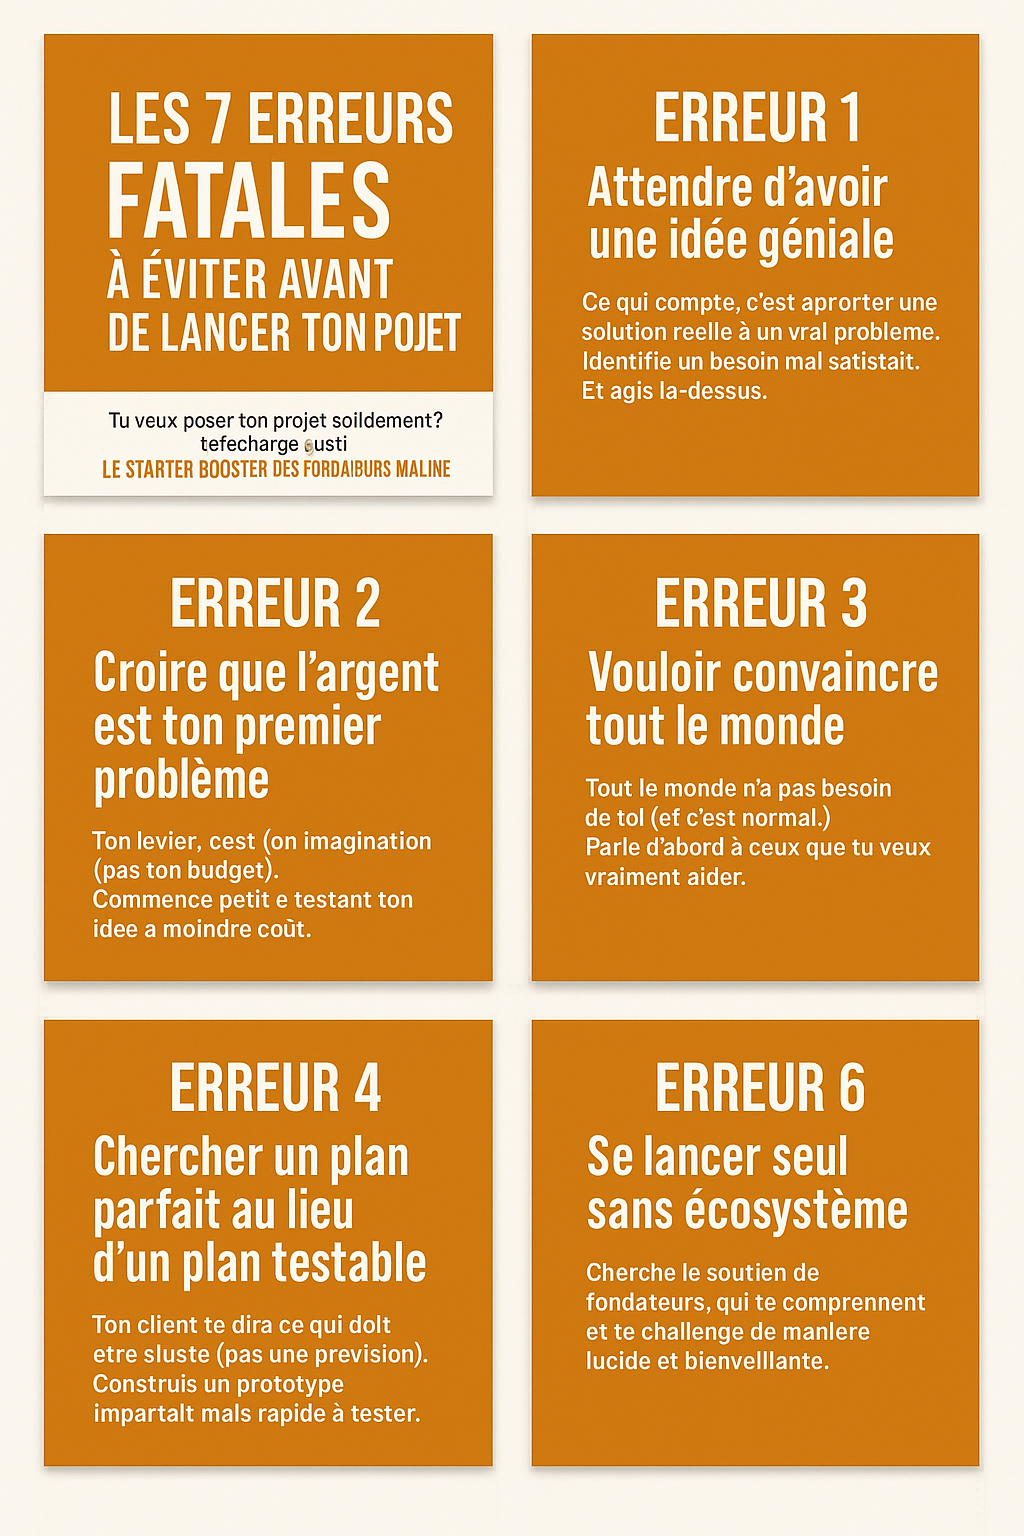 LES 7 ERREURS
FATALES
À ÉVITER AVANT
DE LANCER TON POJET
Tu veux poser ton projet soildement?
tefecharge usti
LE STARTER BOOSTER DES FORDAIBURS MALINE
ERREUR 1
Attendre d'avoir
une idée géniale
Ce qui compte, c'est aprorter une
solution reelle à un vral probleme.
Identifie un besoin mal satistait.
Et agis la-dessus.
ERREUR 2
Croire que l'argent
est ton premier
problème
Ton levier, cest (on imagination
(pas ton budget).
Commence petit e testant ton
idee a moindre coùt.
ERREUR 3
Vouloir convaincre
tout le monde
Tout le monde n'a pas besoin
de tol (ef c'est normal.)
Parle d'abord à ceux que tu veux
vraiment aider.
ERREUR 4
Chercher un plan
parfait au lieu
d'un plan testable
Ton client te dira ce qui dolt
etre sluste (pas une prevision).
Construis un prototype
impartalt mals rapide à tester.
ERREUR 6
Se lancer seul
sans écosystème
Cherche le soutien de
fondateurs, qui te comprennent
et te challenge de manlere
lucide et bienvelllante.